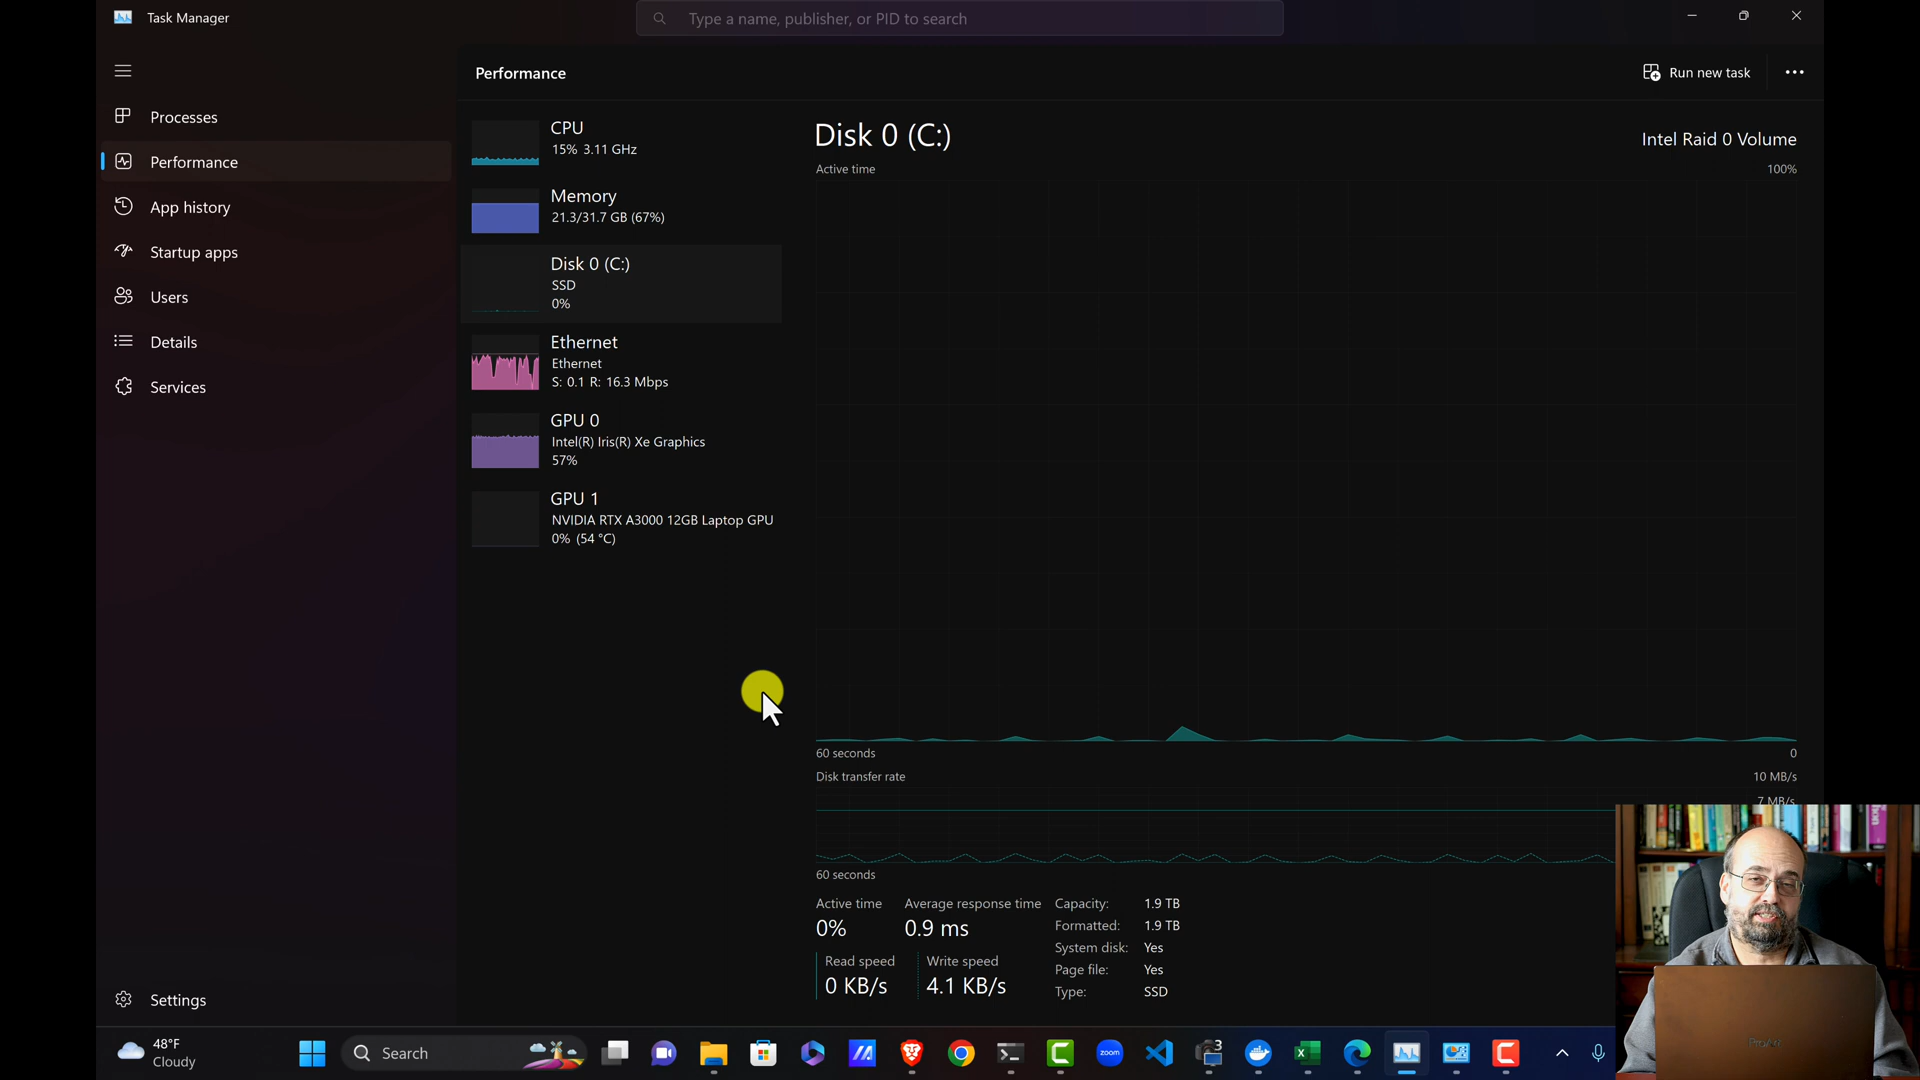 Task Manager
Type a name, publisher, or PID to search
Processes
Performance
App history
Startup apps
Users
Details
Services
Settings
Performance
Run new task
CPU
15% 3.11 GHz
Memory
21.3/31.7 GB (67%)
Disk 0 (C:)
SSD
0%
Ethernet
Ethernet
S: 0.1 R: 16.3 Mbps
GPU 0
Intel(R) Iris(R) Xe Graphics
57%
GPU 1
NVIDIA RTX A3000 12GB Laptop GPU
0% (54 °C)
Disk 0 (C:) Intel Raid 0 Volume
Active time 100%
60 seconds 0
Disk transfer rate 10 MB/s
7 MB/s
60 seconds
Active time Average response time
0% 0.9 ms
Read speed Write speed
0 KB/s 4.1 KB/s
Capacity: 1.9 TB
Formatted: 1.9 TB
System disk: Yes
Page file: Yes
Type: SSD
48°F
Cloudy
Search
zoom
3